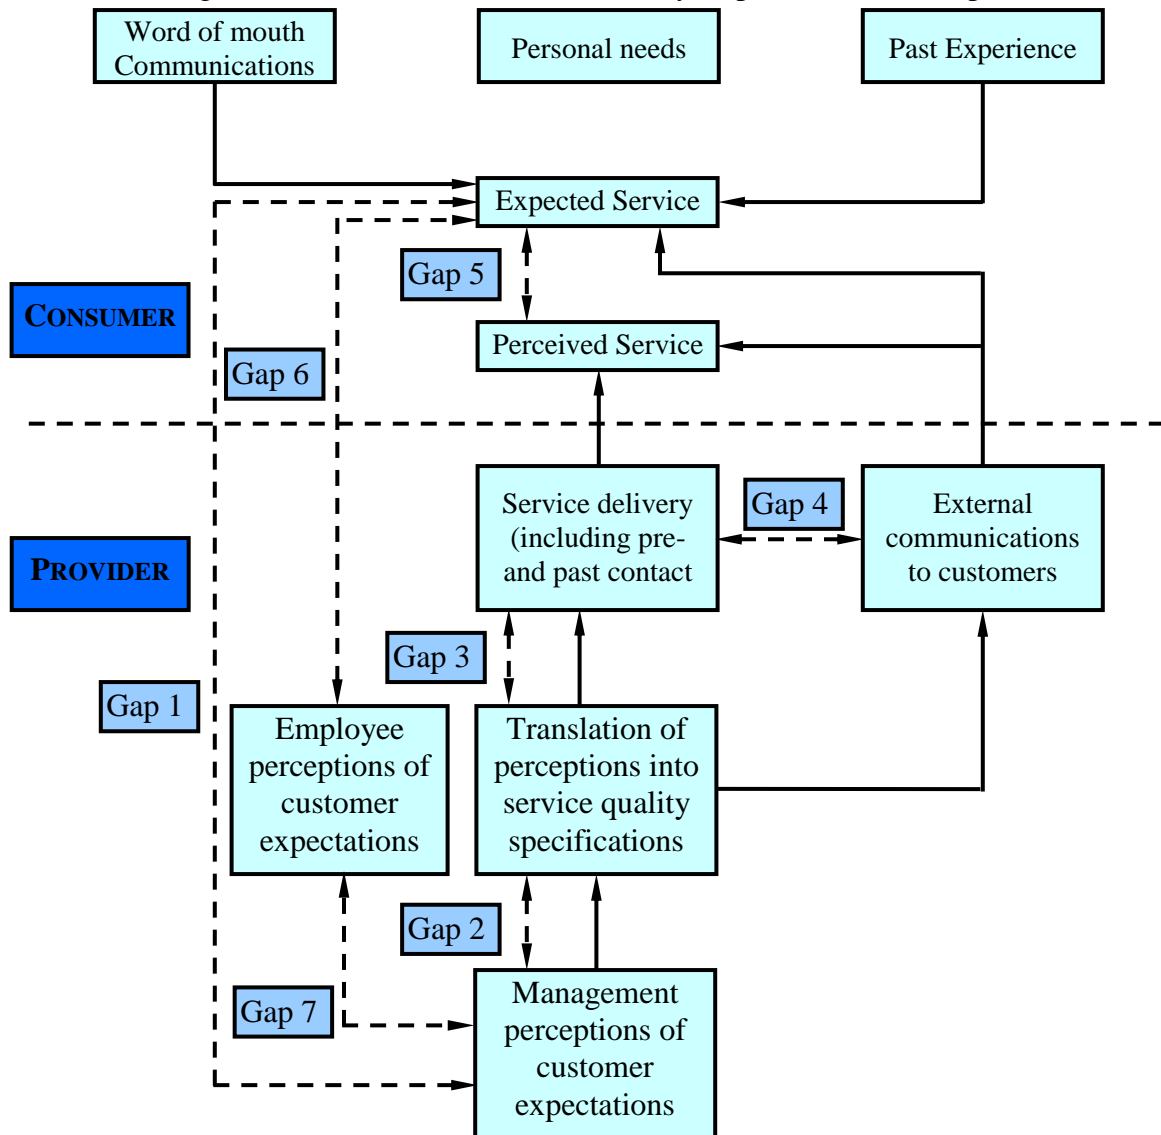 Word of mouth
Communications
Personal needs
Past Experience
Expected Service
Gap 5
CONSUMER
Perceived Service
Gap 6
Service delivery
(including pre-
and past contact
Gap 4
External
communications
to customers
PROVIDER
Gap 3
Gap 1
Employee
perceptions of
customer
expectations
Translation of
perceptions into
service quality
specifications
Gap 2
Gap 7
Management
perceptions of
customer
expectations